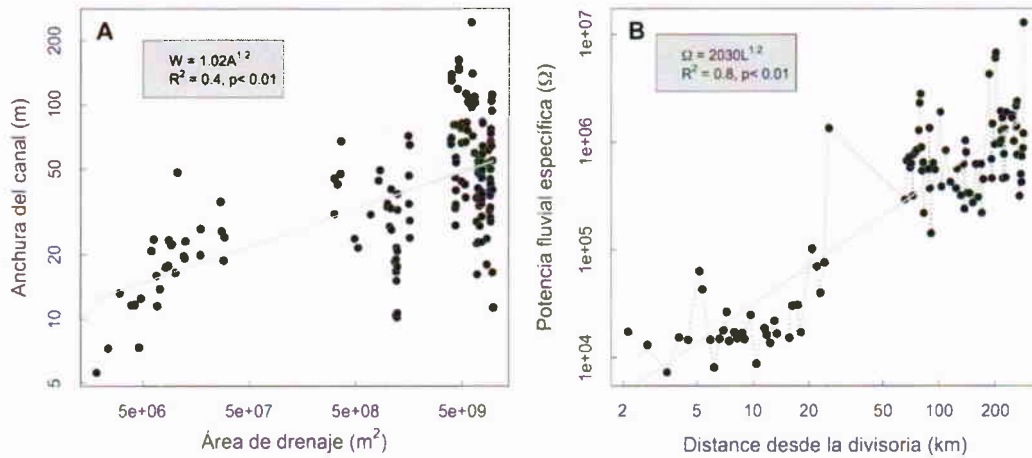 A
W = 1.02A^1.2
R² = 0.4, p< 0.01
Anchura del canal (m)
200
100
50
20
10
5
5e+06
5e+07
5e+08
5e+09
Área de drenaje (m²)
B
Ω = 2030L^1.2
R² = 0.8, p< 0.01
Potencia fluvial específica (Ω)
1e+07
1e+06
1e+05
1e+04
2
5
10
20
50
100
200
Distance desde la divisoria (km)